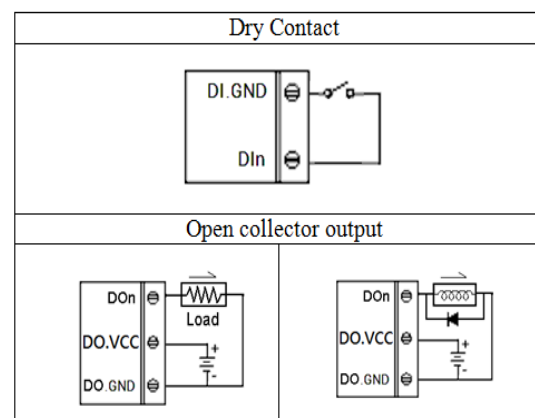 Dry Contact
DI.GND
DIn
Open collector output
DOn
Load
DO.VCC
+
-
DO.GND
DOn
DO.VCC
+
-
DO.GND